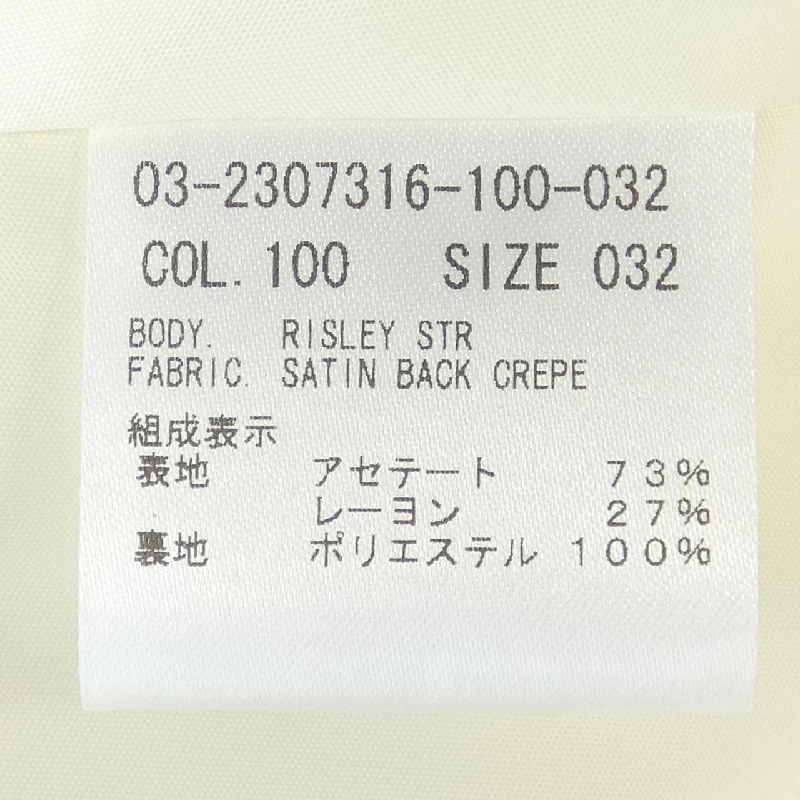 03-2307316-100-032
COL. 100 SIZE 032
BODY. RISLEY STR
FABRIC. SATIN BACK CREPE
組成表示
表地 アセテート 73%
レーヨン 27%
裏地 ポリエステル 100%